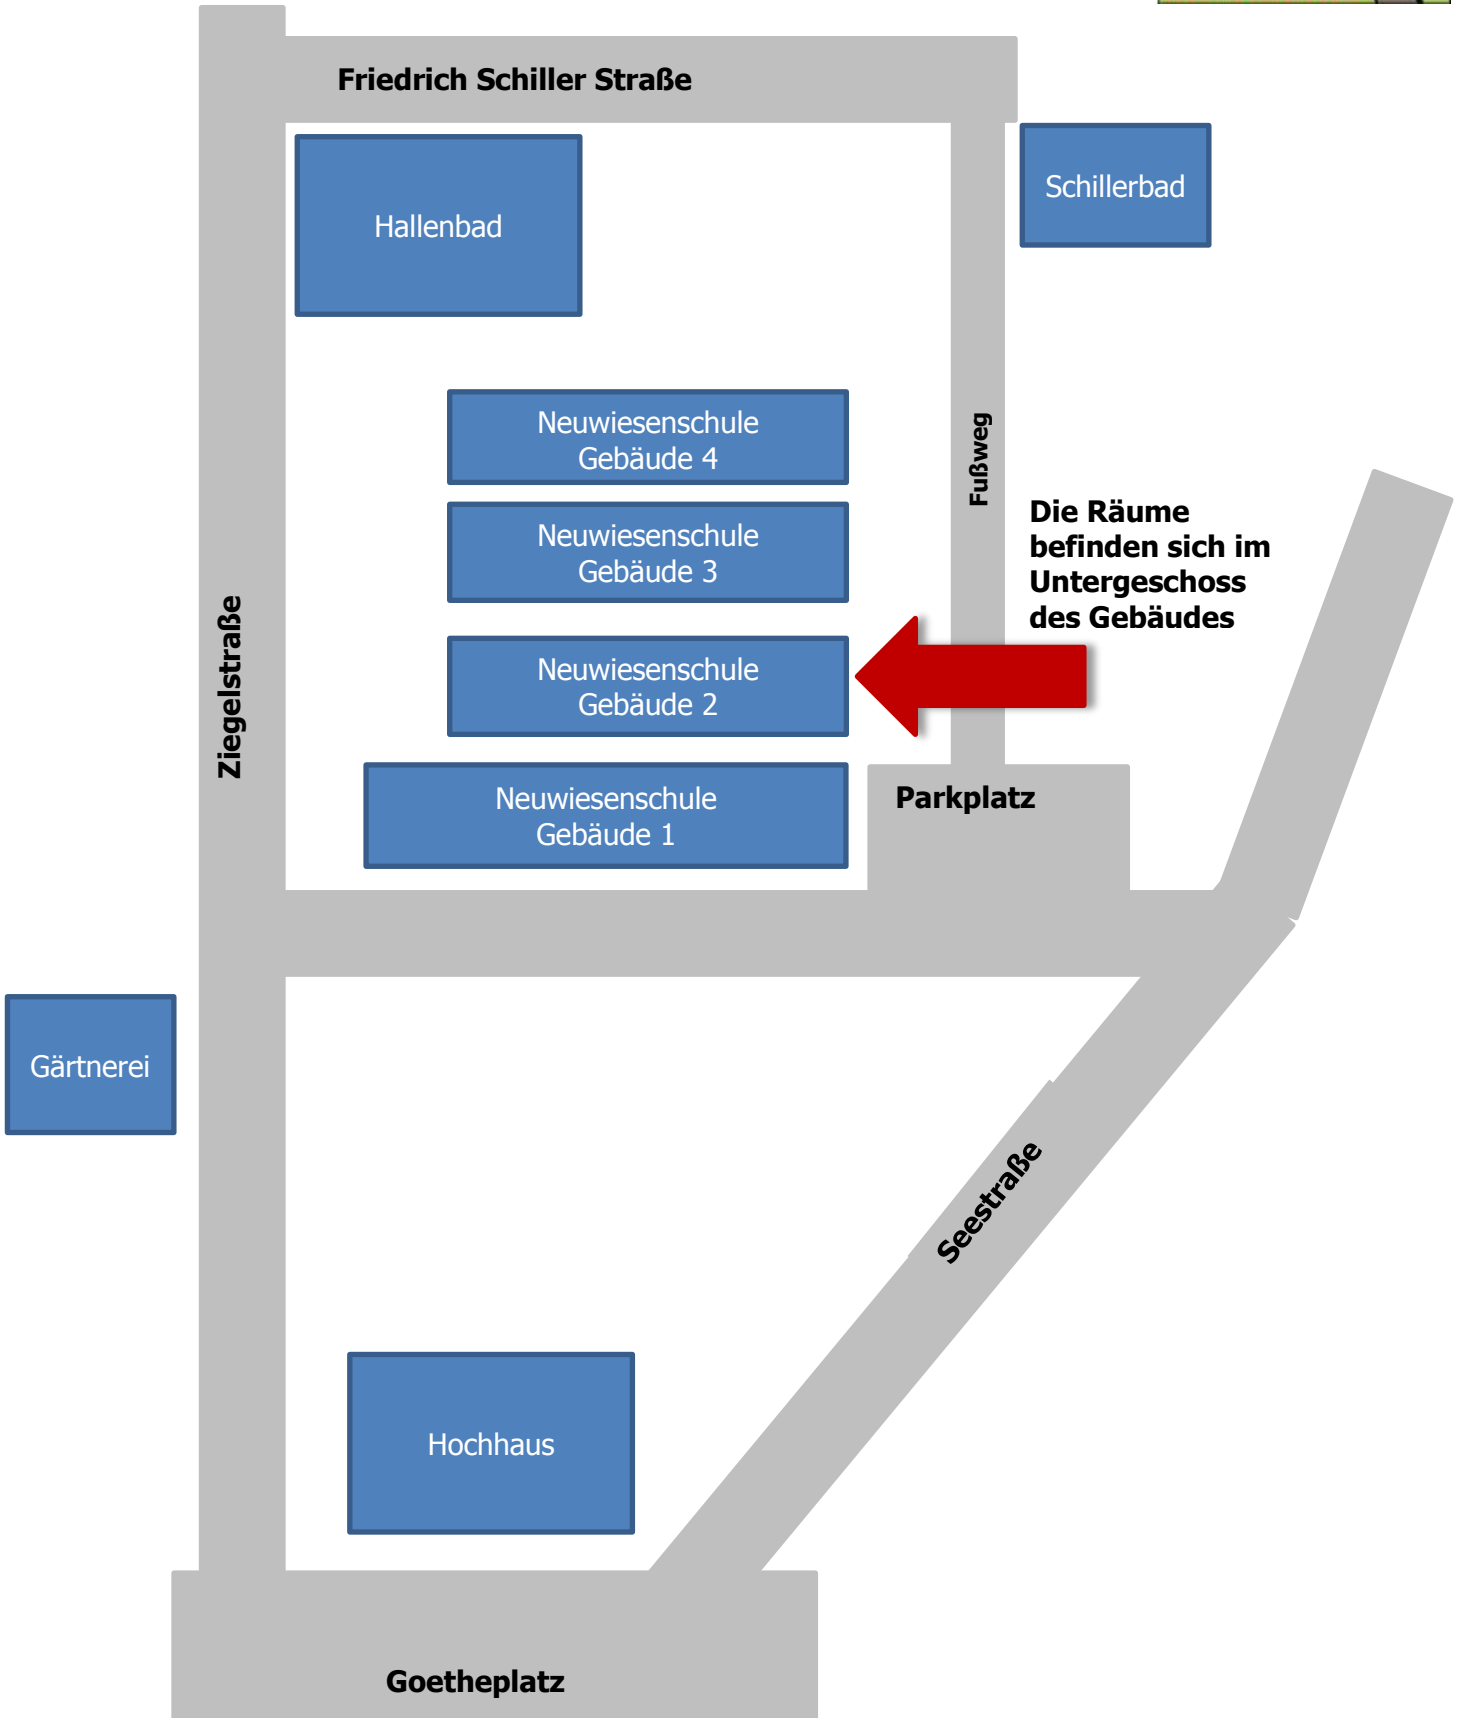 Friedrich Schiller Straße
Schillerbad
Hallenbad
Neuwiesenschule
Gebäude 4
Fußweg
Die Räume
befinden sich im
Untergeschoss
des Gebäudes
Neuwiesenschule
Gebäude 3
Ziegelstraße
Neuwiesenschule
Gebäude 2
Neuwiesenschule
Gebäude 1
Parkplatz
Gärtnerei
Seestraße
Hochhaus
Goetheplatz